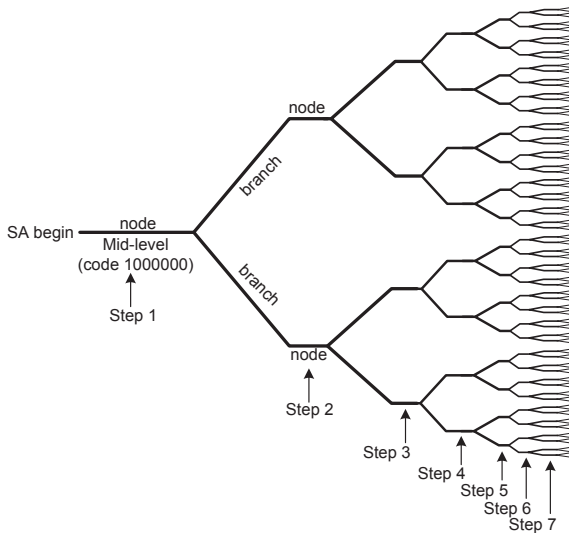 node
branch
SA begin
node
Mid-level
(code 1000000)
Step 1
branch
node
Step 2
Step 3
Step 4
Step 5
Step 6
Step 7